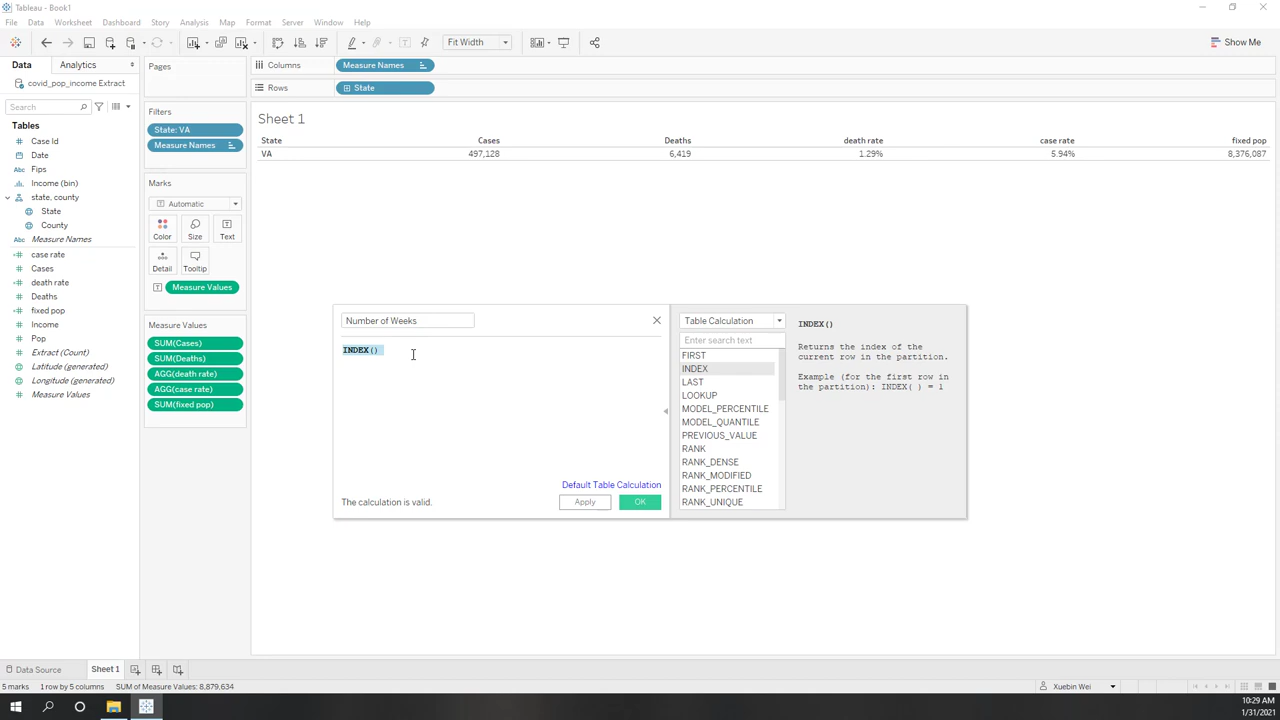 Tableau - Book1
File Data Worksheet Dashboard Story Analysis Map Format Server Window Help
Fit Width
Show Me
Data Analytics
covid_pop_income Extract
Search
Tables
Case Id
Date
Abc Fips
Income (bin)
state, county
State
County
Abc Measure Names
case rate
Cases
death rate
Deaths
fixed pop
Income
Pop
Extract (Count)
Latitude (generated)
Longitude (generated)
Measure Values
Pages
Filters
State: VA
Measure Names
Marks
Automatic
Color Size Text
Detail Tooltip
Measure Values
Measure Values
SUM(Cases)
SUM(Deaths)
AGG(death rate)
AGG(case rate)
SUM(fixed pop)
Columns Measure Names
Rows State
Sheet 1
State Cases Deaths death rate case rate fixed pop
VA 497,128 6,419 1.29% 5.94% 8,376,087
Number of Weeks
INDEX()
Default Table Calculation
The calculation is valid.
Apply OK
Table Calculation
Enter search text
FIRST
INDEX
LAST
LOOKUP
MODEL_PERCENTILE
MODEL_QUANTILE
PREVIOUS_VALUE
RANK
RANK_DENSE
RANK_MODIFIED
RANK_PERCENTILE
RANK_UNIQUE
INDEX()
Returns the index of the
current row in the partition.
Example (for the first row in
the partition): INDEX( ) = 1
Data Source Sheet 1
5 marks 1 row by 5 columns SUM of Measure Values: 8,879,634
Xuebin Wei
10:29 AM
1/31/2021